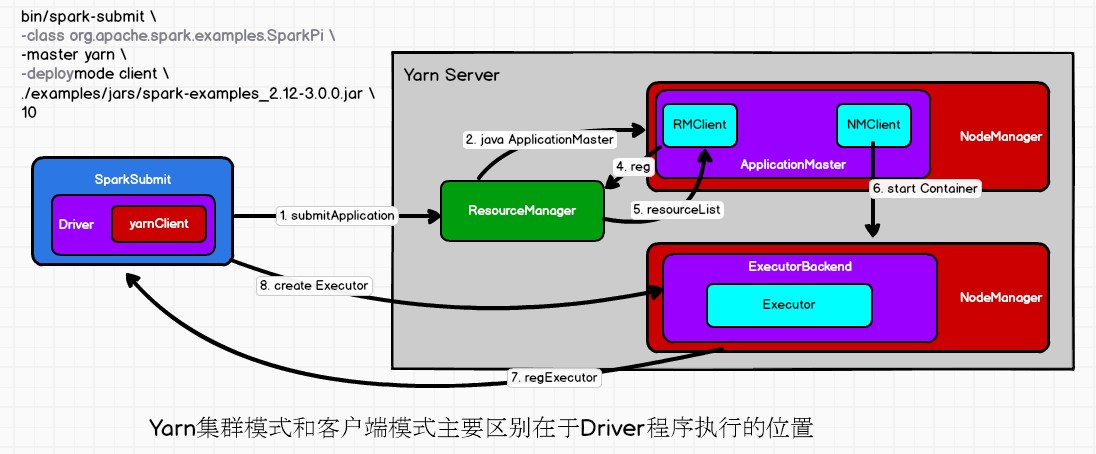 bin/spark-submit \
-class org.apache.spark.examples.SparkPi \
-master yarn \
-deploymode client \
./examples/jars/spark-examples_2.12-3.0.0.jar \
10
Yarn Server
RMClient
NMClient
NodeManager
ApplicationMaster
2. java ApplicationMaster
4. reg
5. resourceList
6. start Container
SparkSubmit
Driver
yarnClient
1. submitApplication
ResourceManager
8. create Executor
ExecutorBackend
Executor
NodeManager
7. regExecutor
Yarn集群模式和客户端模式主要区别在于Driver程序执行的位置